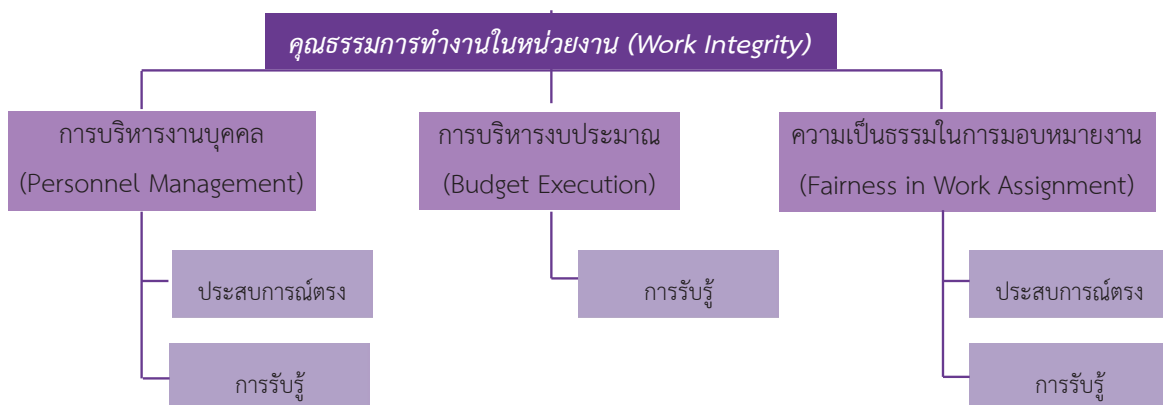 คุณธรรมการทำงานในหน่วยงาน (Work Integrity)
การบริหารงานบุคคล
(Personnel Management)
ประสบการณ์ตรง
การรับรู้
การบริหารงบประมาณ
(Budget Execution)
การรับรู้
ความเป็นธรรมในการมอบหมายงาน
(Fairness in Work Assignment)
ประสบการณ์ตรง
การรับรู้